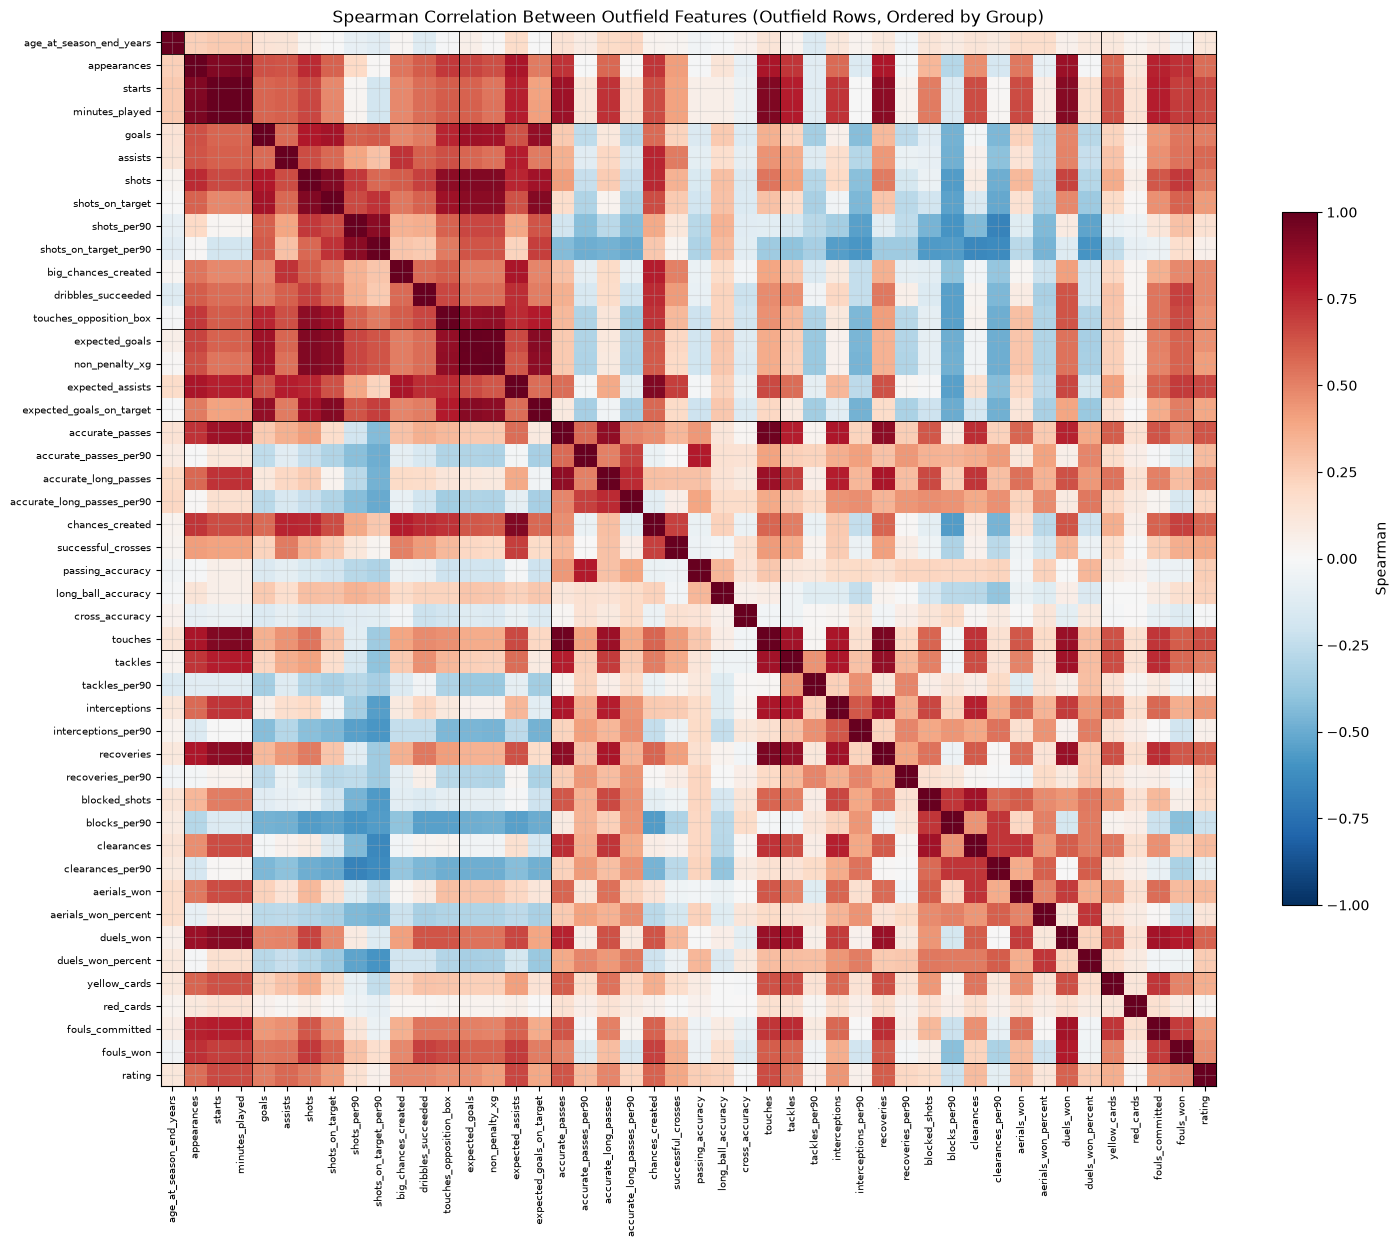 Spearman Correlation Between Outfield Features (Outfield Rows, Ordered by Group)
age_at_season_end_years
appearances
starts
minutes_played
goals
assists
shots
shots_on_target
shots_per90
shots_on_target_per90
big_chances_created
dribbles_succeeded
touches_opposition_box
expected_goals
non_penalty_xg
expected_assists
expected_goals_on_target
accurate_passes
accurate_passes_per90
accurate_long_passes
accurate_long_passes_per90
chances_created
successful_crosses
passing_accuracy
long_ball_accuracy
cross_accuracy
touches
tackles
tackles_per90
interceptions
interceptions_per90
recoveries
recoveries_per90
blocked_shots
blocks_per90
clearances
clearances_per90
aerials_won
aerials_won_percent
duels_won
duels_won_percent
yellow_cards
red_cards
fouls_committed
fouls_won
rating
age_at_season_end_years
appearances
starts
minutes_played
goals
assists
shots
shots_on_target
shots_per90
shots_on_target_per90
big_chances_created
dribbles_succeeded
touches_opposition_box
expected_goals
non_penalty_xg
expected_assists
expected_goals_on_target
accurate_passes
accurate_passes_per90
accurate_long_passes
accurate_long_passes_per90
chances_created
successful_crosses
passing_accuracy
long_ball_accuracy
cross_accuracy
touches
tackles
tackles_per90
interceptions
interceptions_per90
recoveries
recoveries_per90
blocked_shots
blocks_per90
clearances
clearances_per90
aerials_won
aerials_won_percent
duels_won
duels_won_percent
yellow_cards
red_cards
fouls_committed
fouls_won
rating
1.00
0.75
0.50
0.25
0.00
−0.25
−0.50
−0.75
−1.00
Spearman